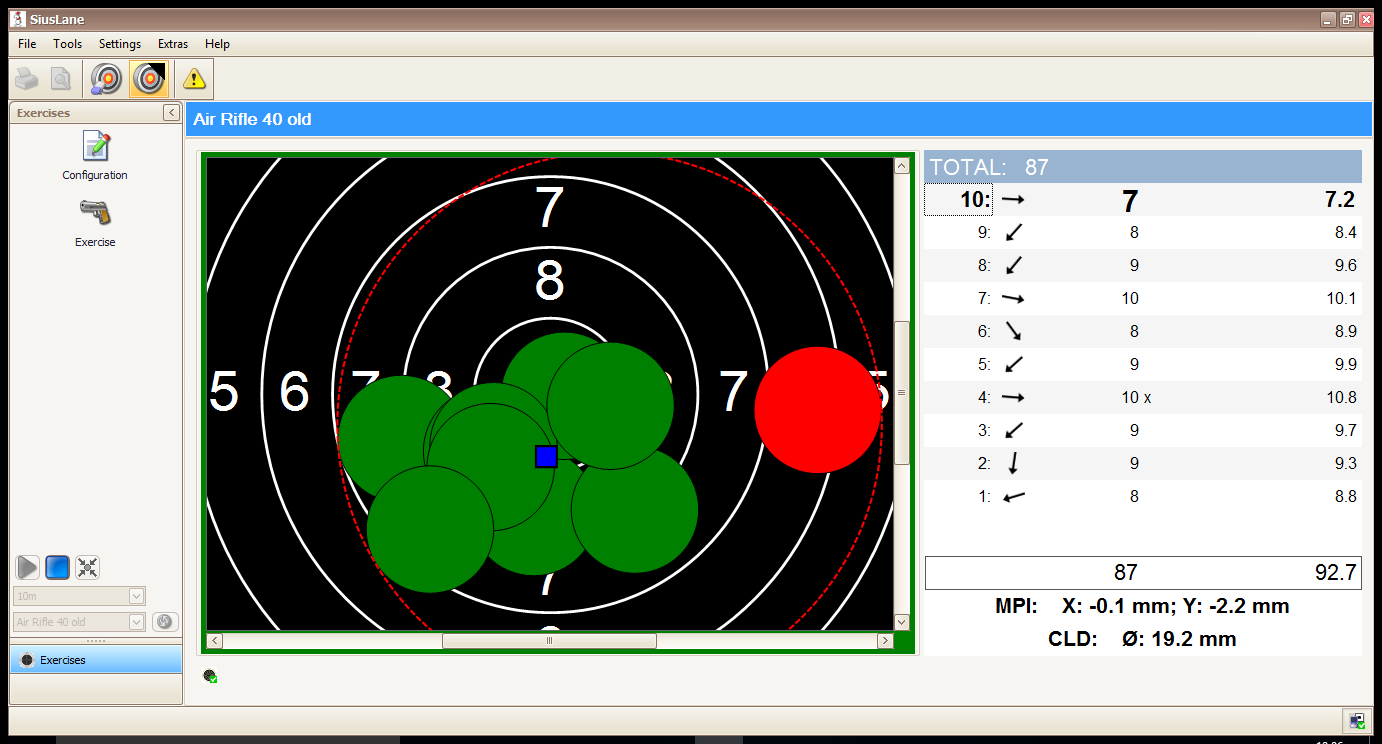 SiusLane
File Tools Settings Extras Help
Exercises
Configuration
Exercise
10m
Air Rifle 40 old
Exercises
Air Rifle 40 old
7
8
5 6 7 8 7 5
7
TOTAL: 87
10: 7 7.2
9: 8 8.4
8: 9 9.6
7: 10 10.1
6: 8 8.9
5: 9 9.9
4: 10 x 10.8
3: 9 9.7
2: 9 9.3
1: 8 8.8
87 92.7
MPI: X: -0.1 mm; Y: -2.2 mm
CLD: Ø: 19.2 mm